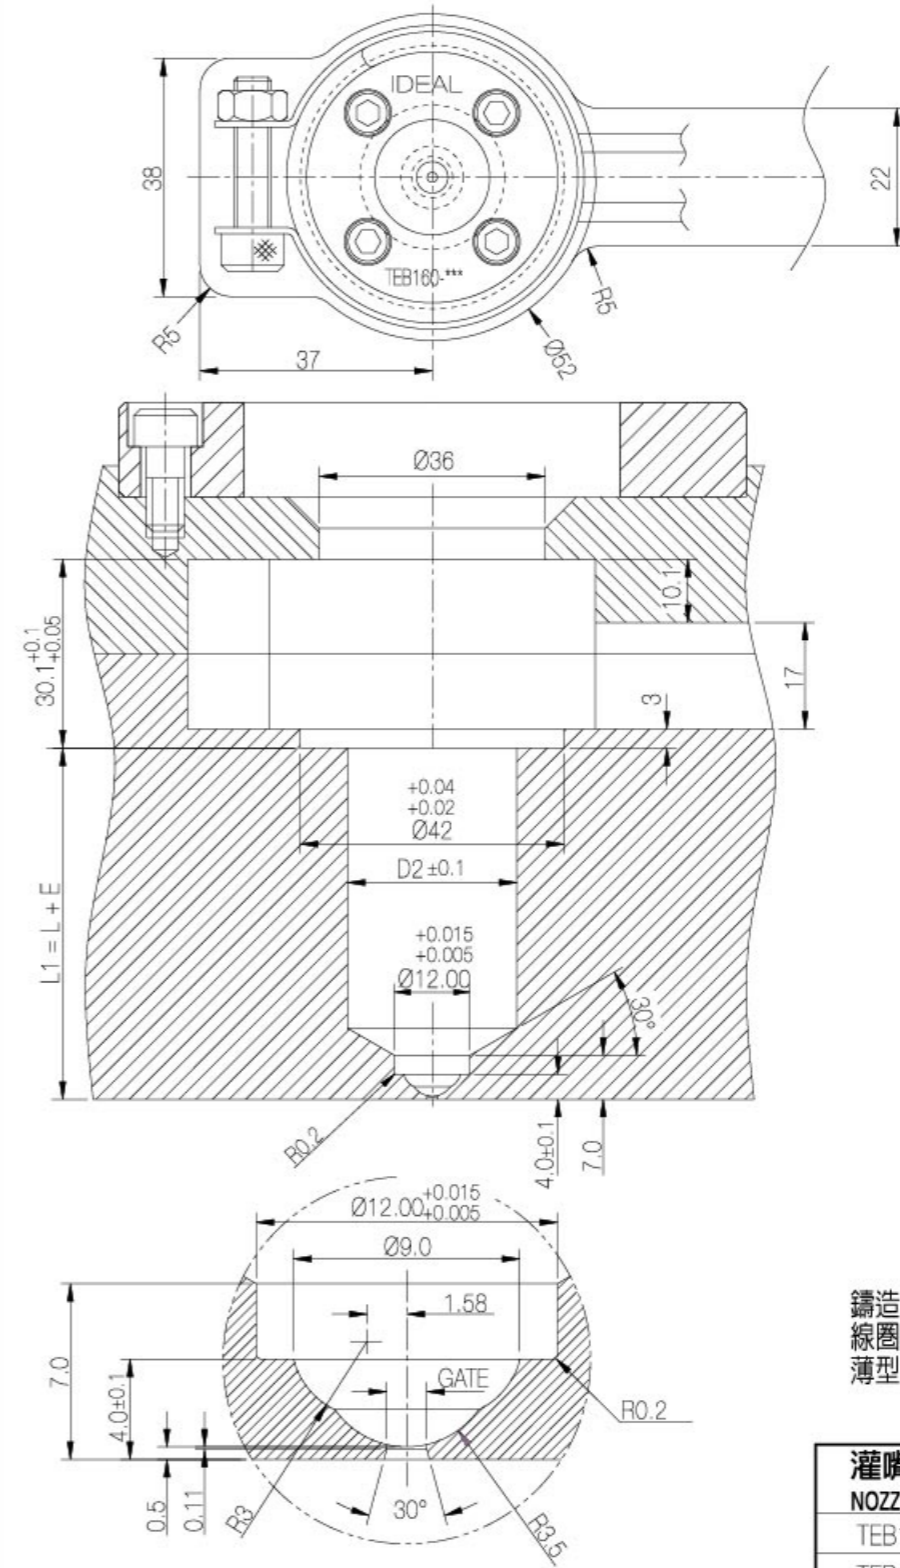 IDEAL
TEB160-***
38
22
R5
R5
Ø52
37
Ø36
10.1
30.1 +0.1
+0.05
3
17
+0.04
+0.02
Ø42
D2 ±0.1
L1 = L + E
+0.015
+0.005
Ø12.00
30°
R0.2
4.0±0.1
7.0
Ø12.00 +0.015
+0.005
Ø9.0
1.58
7.0
4.0±0.1
GATE
R0.2
0.5
0.11
R3
30°
R3.5
鑄造
線圈
薄型
灌嘴
NOZZ
TEB